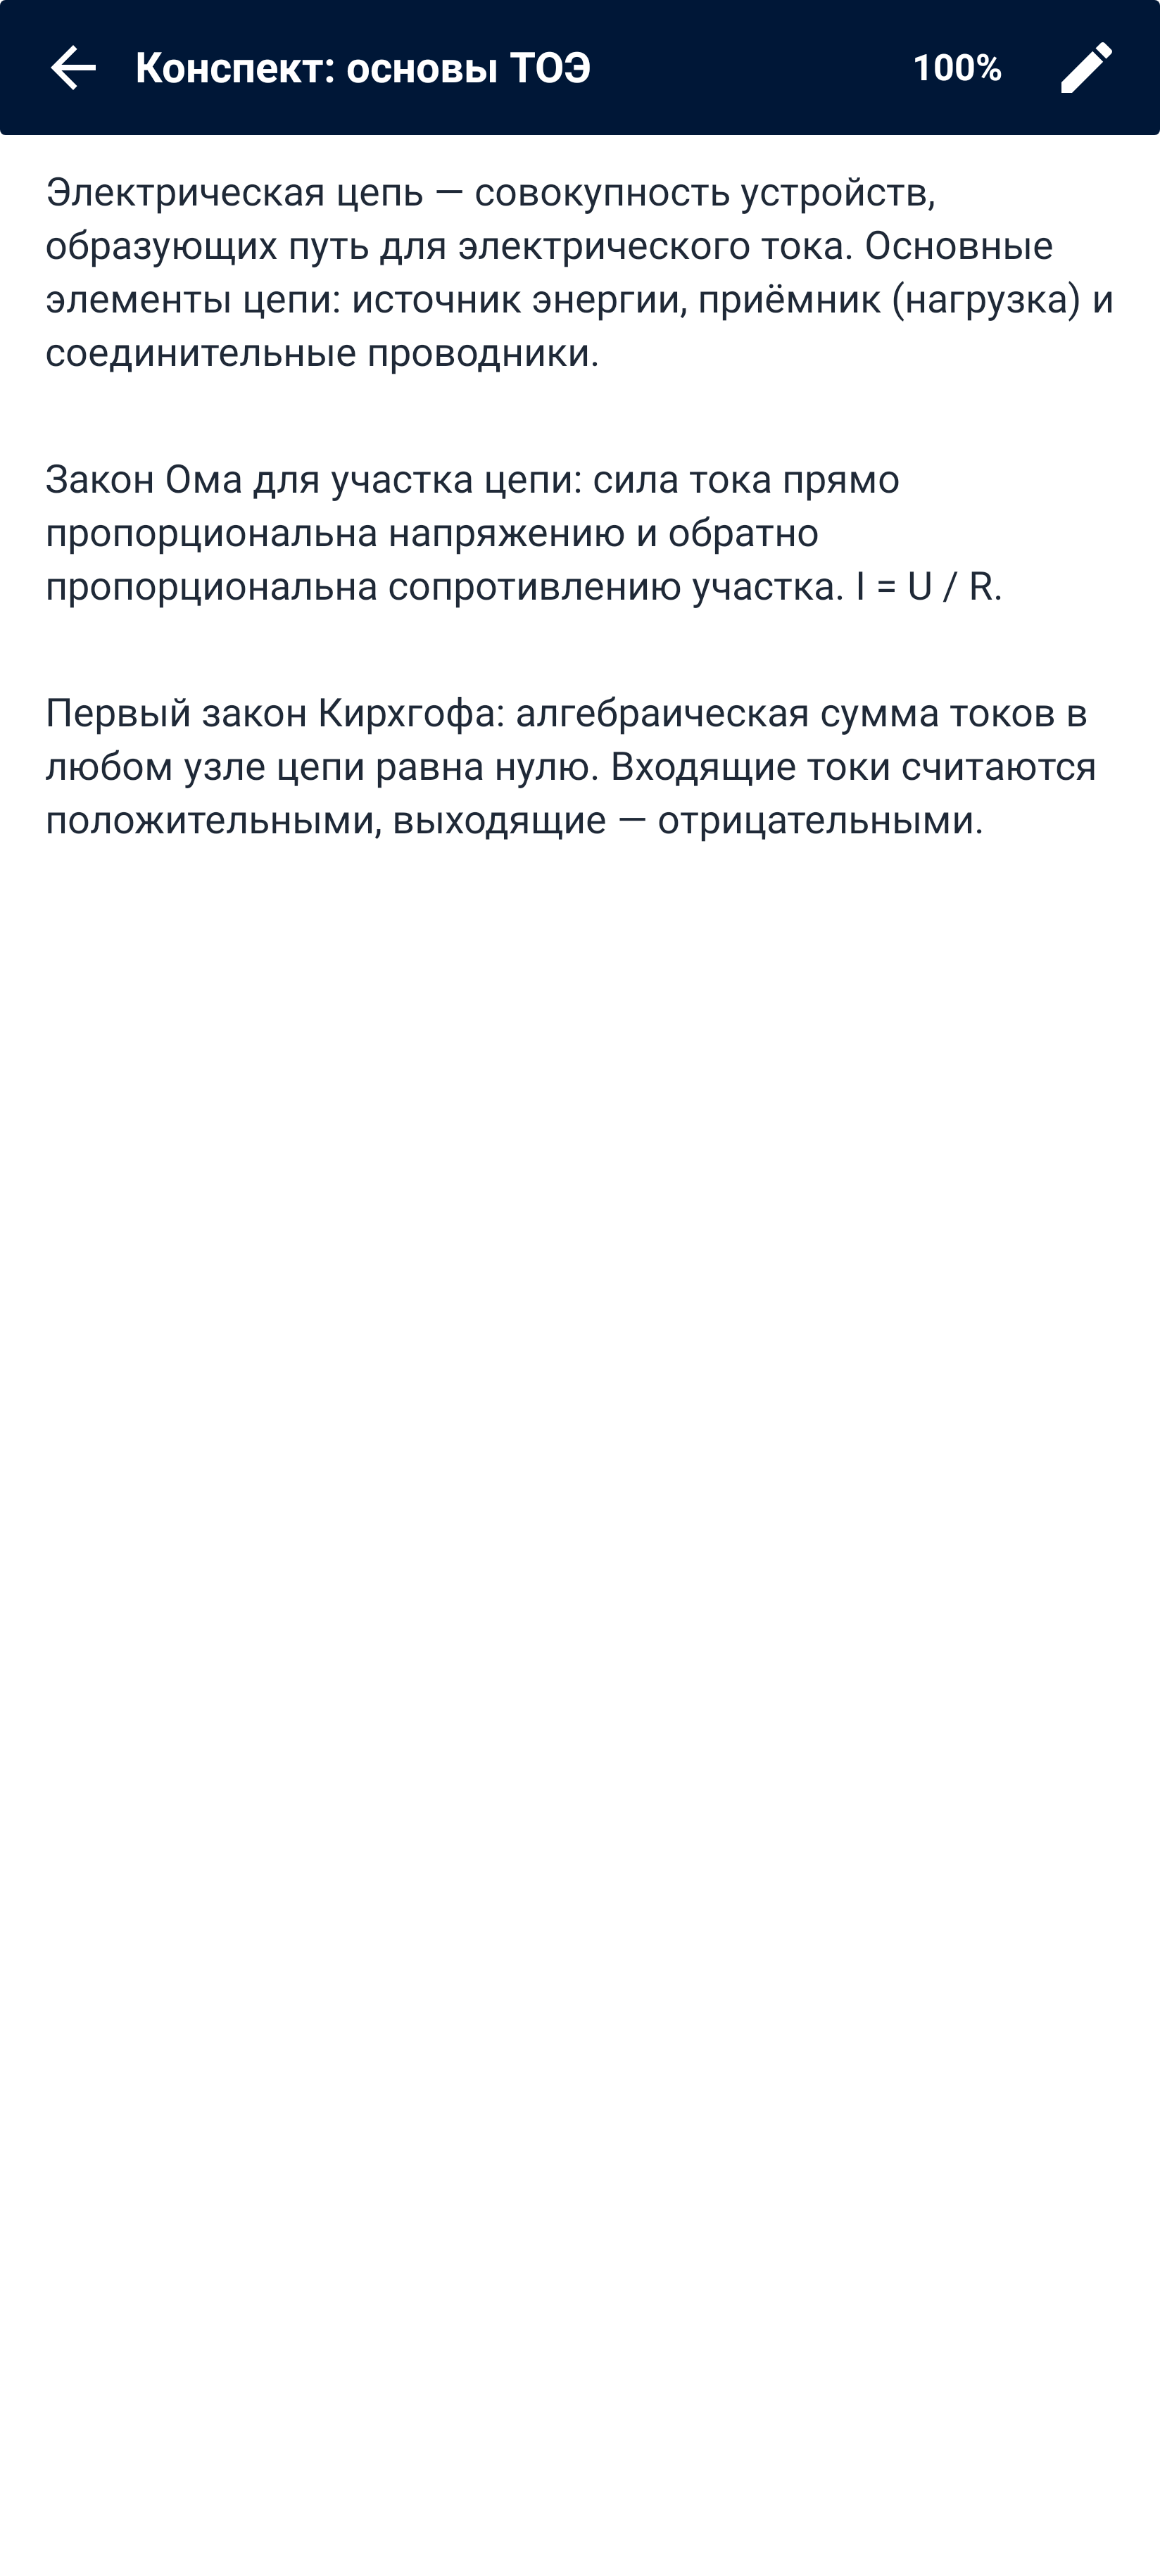 Конспект: основы ТОЭ 100%
Электрическая цепь — совокупность устройств,
образующих путь для электрического тока. Основные
элементы цепи: источник энергии, приёмник (нагрузка) и
соединительные проводники.
Закон Ома для участка цепи: сила тока прямо
пропорциональна напряжению и обратно
пропорциональна сопротивлению участка. I = U / R.
Первый закон Кирхгофа: алгебраическая сумма токов в
любом узле цепи равна нулю. Входящие токи считаются
положительными, выходящие — отрицательными.